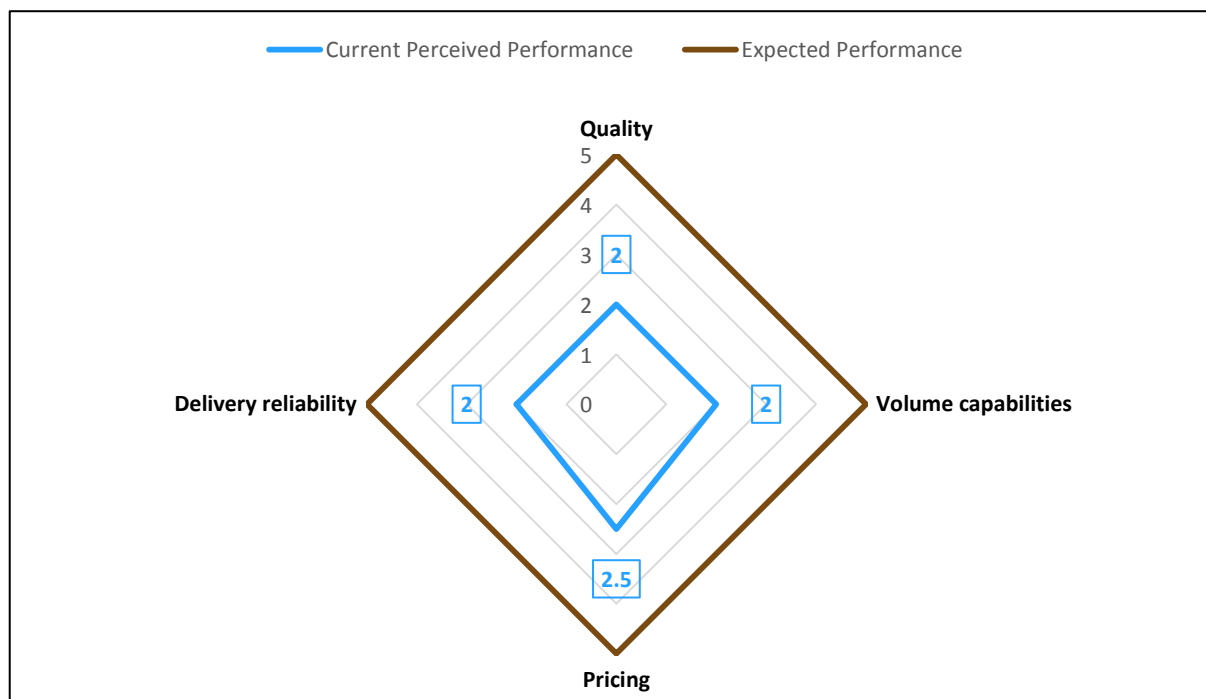 Current Perceived Performance Expected Performance
Quality
5
4
3
2
2
1
Delivery reliability 2 0 2 Volume capabilities
2.5
Pricing